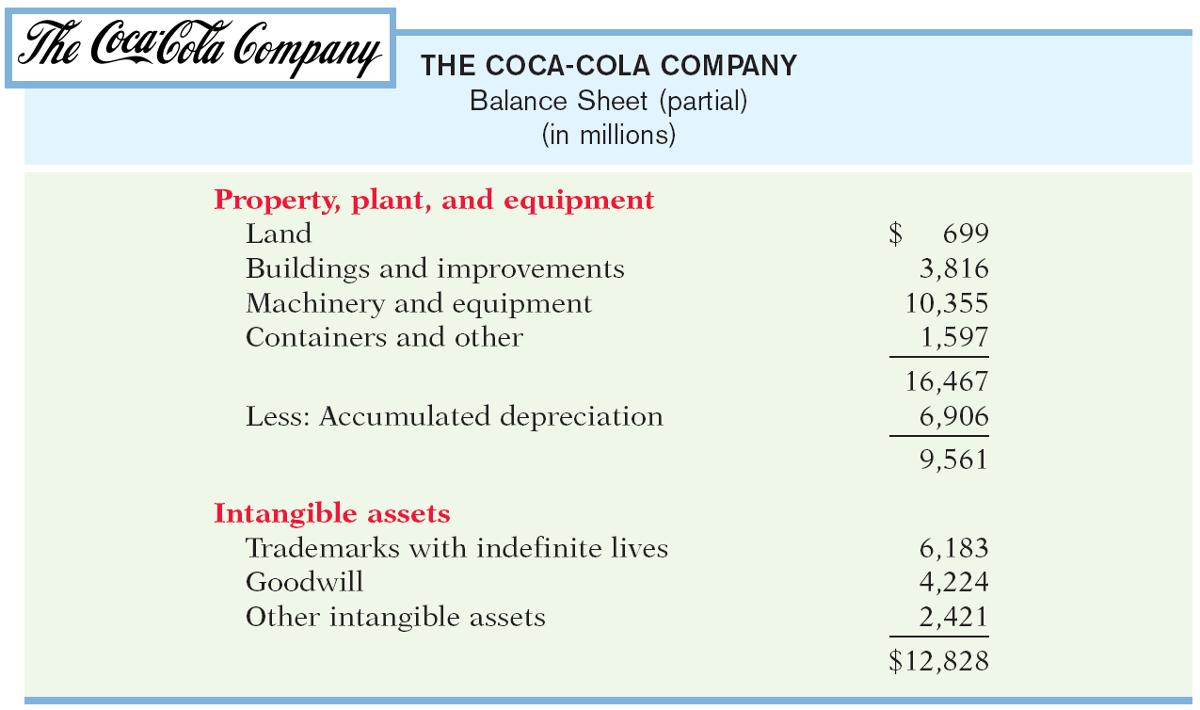 The Coca-Cola Company
THE COCA-COLA COMPANY
Balance Sheet (partial)
(in millions)
Property, plant, and equipment
Land $ 699
Buildings and improvements 3,816
Machinery and equipment 10,355
Containers and other 1,597
16,467
Less: Accumulated depreciation 6,906
9,561
Intangible assets
Trademarks with indefinite lives 6,183
Goodwill 4,224
Other intangible assets 2,421
$12,828